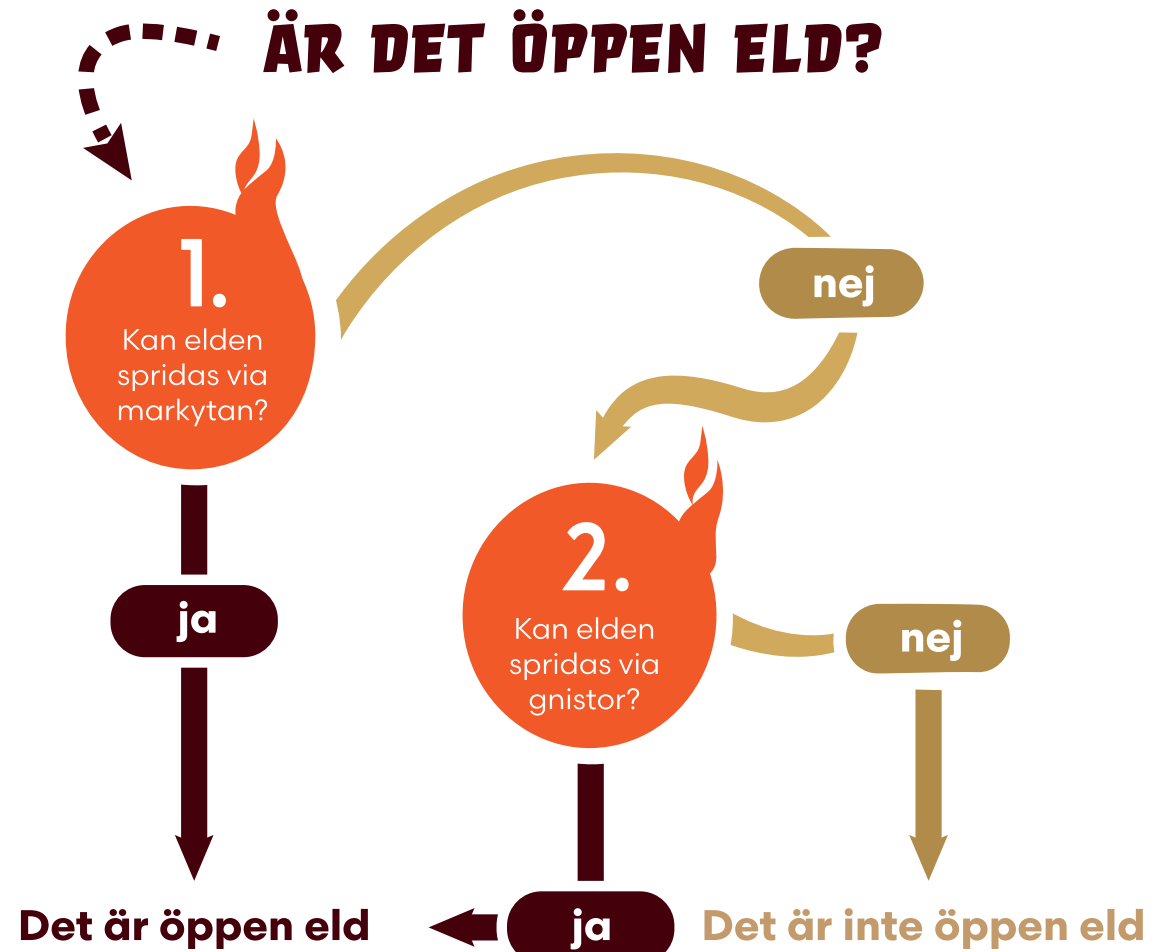 ÄR DET ÖPPEN ELD?
1.
Kan elden
spridas via
markytan?
nej
2.
Kan elden
spridas via
gnistor?
ja
nej
Det är öppen eld
ja
Det är inte öppen eld